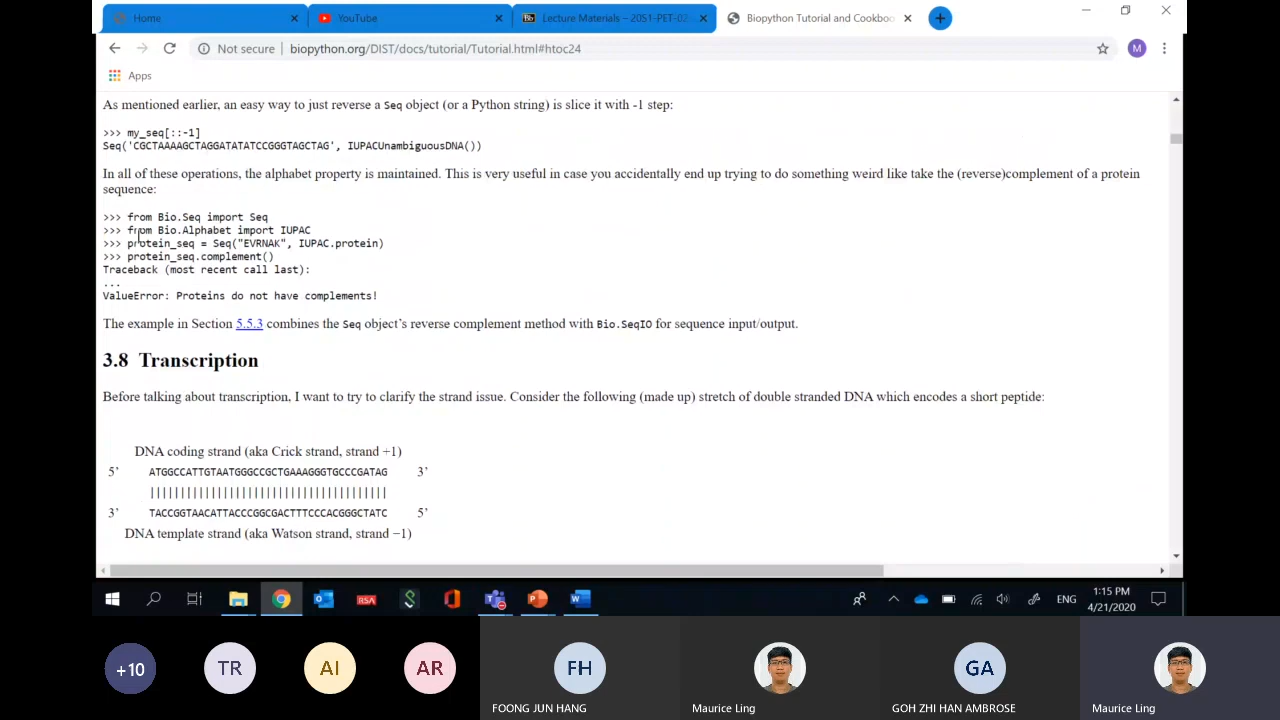 Home
YouTube
Lecture Materials – 20S1-PET-02
Biopython Tutorial and Cookboo
Not secure
biopython.org/DIST/docs/tutorial/Tutorial.html#htoc24
M
Apps
As mentioned earlier, an easy way to just reverse a Seq object (or a Python string) is slice it with -1 step:
>>> my_seq[::-1]
Seq('CGCTAAAAGCTAGGATATATCCGGGTAGCTAG', IUPACUnambiguousDNA())
In all of these operations, the alphabet property is maintained. This is very useful in case you accidentally end up trying to do something weird like take the (reverse)complement of a protein
sequence:
>>> from Bio.Seq import Seq
>>> from Bio.Alphabet import IUPAC
>>> protein_seq = Seq("EVRNAK", IUPAC.protein)
>>> protein_seq.complement()
Traceback (most recent call last):
...
ValueError: Proteins do not have complements!
The example in Section 5.5.3 combines the Seq object's reverse complement method with Bio.SeqIO for sequence input/output.
3.8 Transcription
Before talking about transcription, I want to try to clarify the strand issue. Consider the following (made up) stretch of double stranded DNA which encodes a short peptide:
DNA coding strand (aka Crick strand, strand +1)
5’ ATGGCCATTGTAATGGGCCGCTGAAAGGGTGCCCGATAG 3’
|||||||||||||||||||||||||||||||||||||||
3’ TACCGGTAACATTACCCGGCGACTTTCCCACGGGCTATC 5’
DNA template strand (aka Watson strand, strand −1)
RSA
ENG
1:15 PM
4/21/2020
+10
TR
AI
AR
FH
GA
FOONG JUN HANG
Maurice Ling
GOH ZHI HAN AMBROSE
Maurice Ling